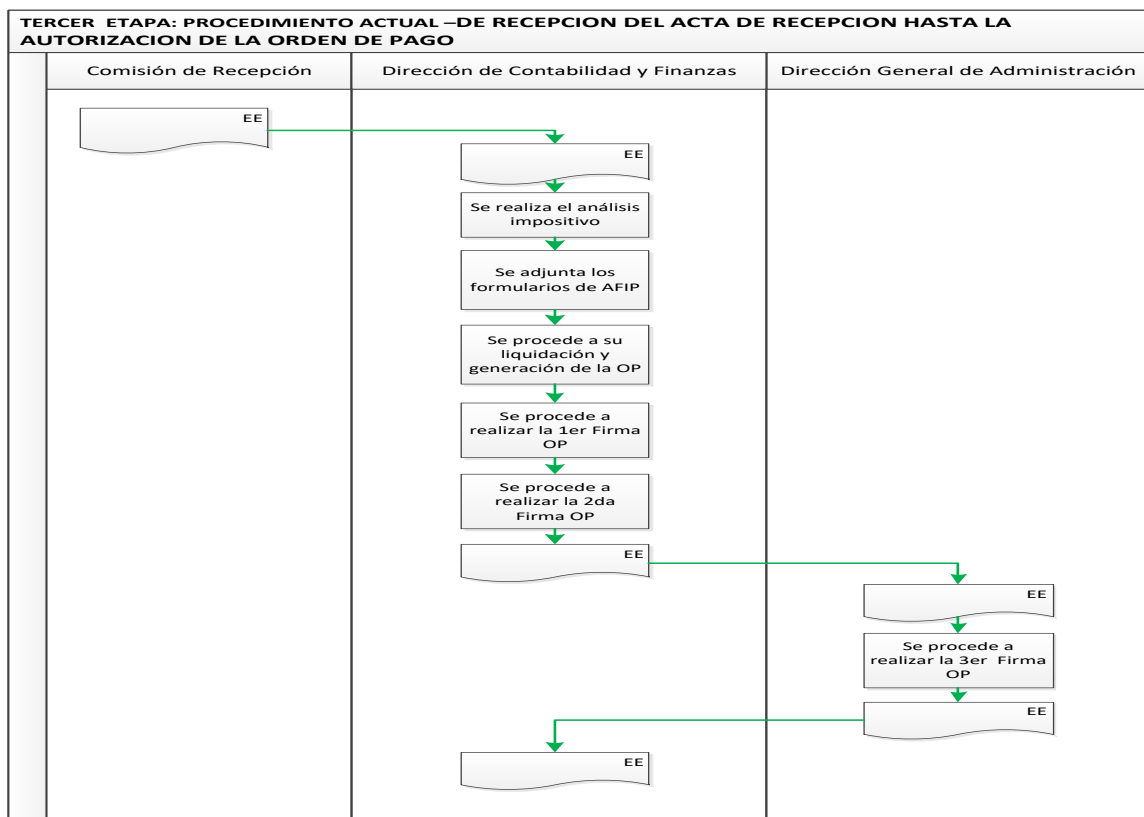 TERCER ETAPA: PROCEDIMIENTO ACTUAL –DE RECEPCION DEL ACTA DE RECEPCION HASTA LA
AUTORIZACION DE LA ORDEN DE PAGO
Comisión de Recepción
Dirección de Contabilidad y Finanzas
Dirección General de Administración
EE
EE
Se realiza el análisis
impositivo
Se adjunta los
formularios de AFIP
Se procede a su
liquidación y
generación de la OP
Se procede a
realizar la 1er Firma
OP
Se procede a
realizar la 2da
Firma OP
EE
EE
Se procede a
realizar la 3er Firma
OP
EE
EE